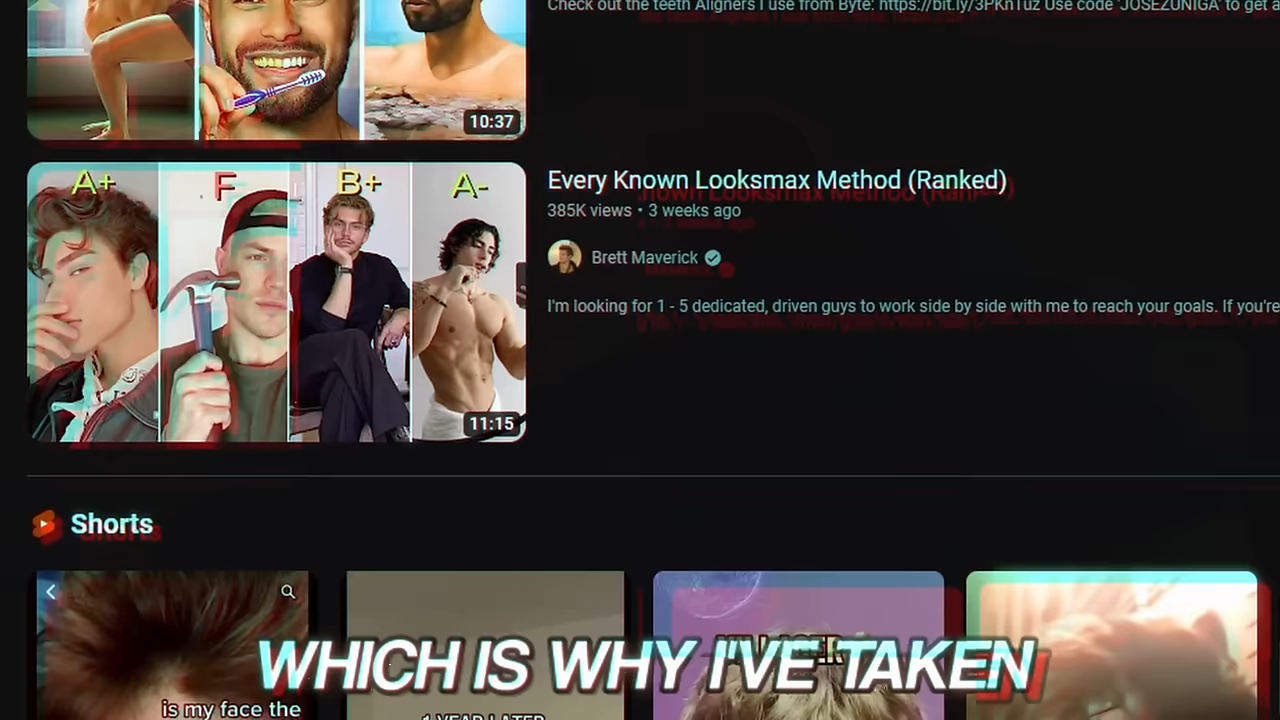 Check out the teeth Aligners I use from Byte: https://bit.ly/3PKnTuz Use code 'JOSEZUNIGA' to get a
10:37
A+ F B+ A-
Every Known Looksmax Method (Ranked)
385K views • 3 weeks ago
Brett Maverick
I'm looking for 1 - 5 dedicated, driven guys to work side by side with me to reach your goals. If you're
11:15
Shorts
WHICH IS WHY I'VE TAKEN
is my face the
1 YEAR LATER